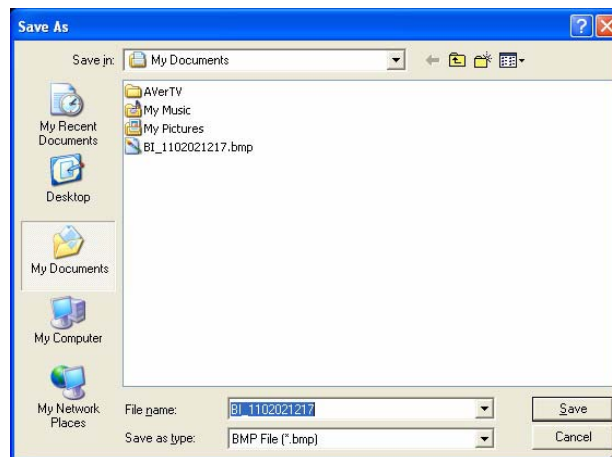 Save As
Save in: My Documents
AVerTV
My Music
My Pictures
BI_1102021217.bmp
My Recent
Documents
Desktop
My Documents
My Computer
My Network
Places
File name: BI_1102021217 Save
Save as type: BMP File (*.bmp) Cancel